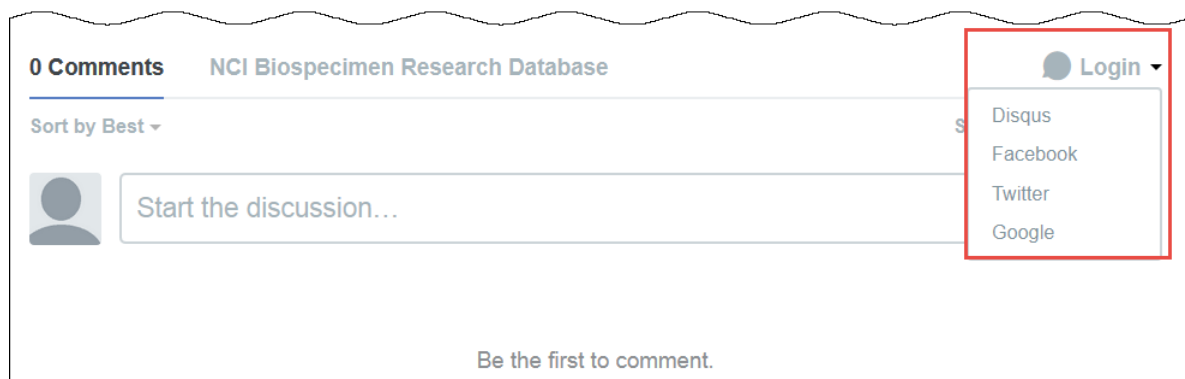 0 Comments NCI Biospecimen Research Database Login
Sort by Best S
Disqus
Facebook
Twitter
Google
Start the discussion…
Be the first to comment.